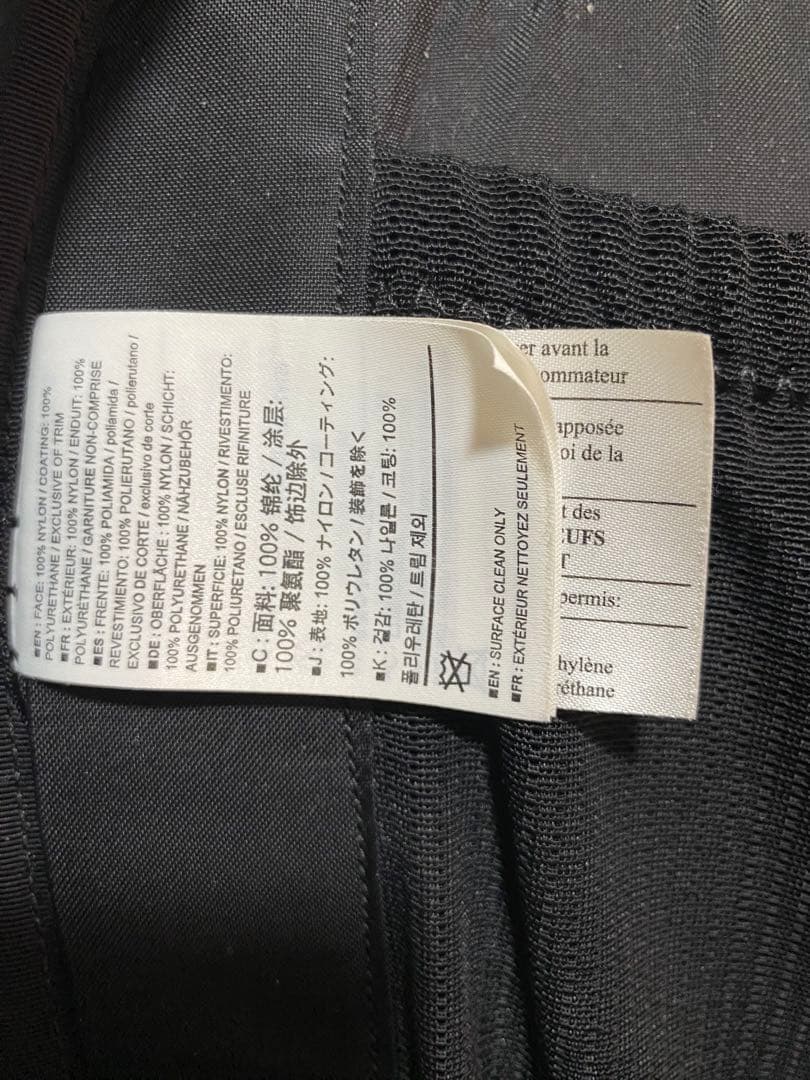 ■EN : FACE: 100% NYLON / COATING: 100%
POLYURETHANE / EXCLUSIVE OF TRIM
■FR : EXTÉRIEUR: 100% NYLON / ENDUIT: 100%
POLYURÉTHANE / GARNITURE NON-COMPRISE
■ES : FRENTE: 100% POLIAMIDA / poliamida /
REVESTIMIENTO: 100% POLIERUTANO / polierutano /
EXCLUSIVO DE CORTE / exclusivo de corte
■DE : OBERFLÄCHE : 100% NYLON / SCHICHT:
100% POLYURETHANE / NÄHZUBEHÖR
AUSGENOMMEN
■IT : SUPERFICIE: 100% NYLON / RIVESTIMENTO:
100% POLIURETANO / ESCLUSE RIFINITURE
■C : 面料: 100% 锦纶 / 涂层:
100% 聚氨酯 / 饰边除外
■J : 表地: 100% ナイロン / コーティング:
100% ポリウレタン / 装飾を除く
■K : 겉감: 100% 나일론 / 코팅: 100%
폴리우레탄 / 트림 제외
■EN : SURFACE CLEAN ONLY
■FR : EXTÉRIEUR NETTOYEZ SEULEMENT
er avant la
ommateur
apposée
oi de la
t des
EUFS
T
permis:
hylène
réthane